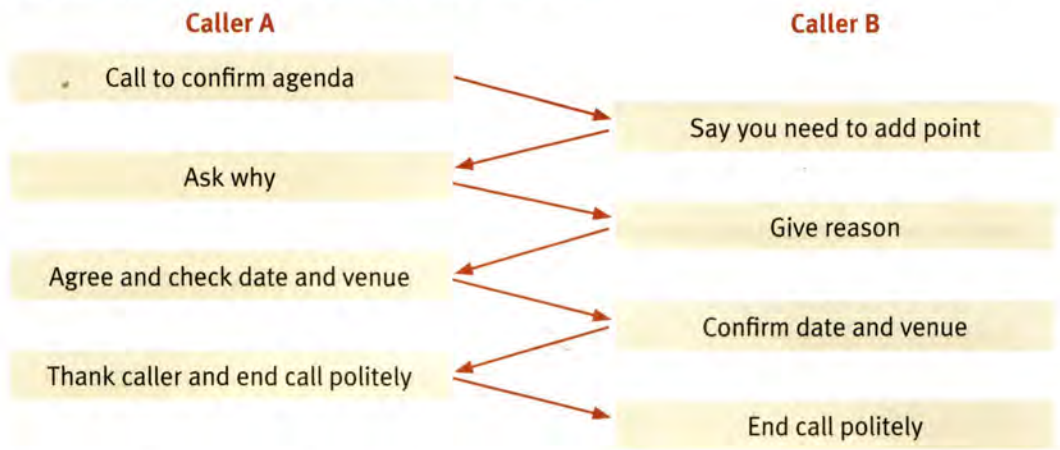 Caller A
Caller B
Call to confirm agenda
Say you need to add point
Ask why
Give reason
Agree and check date and venue
Confirm date and venue
Thank caller and end call politely
End call politely